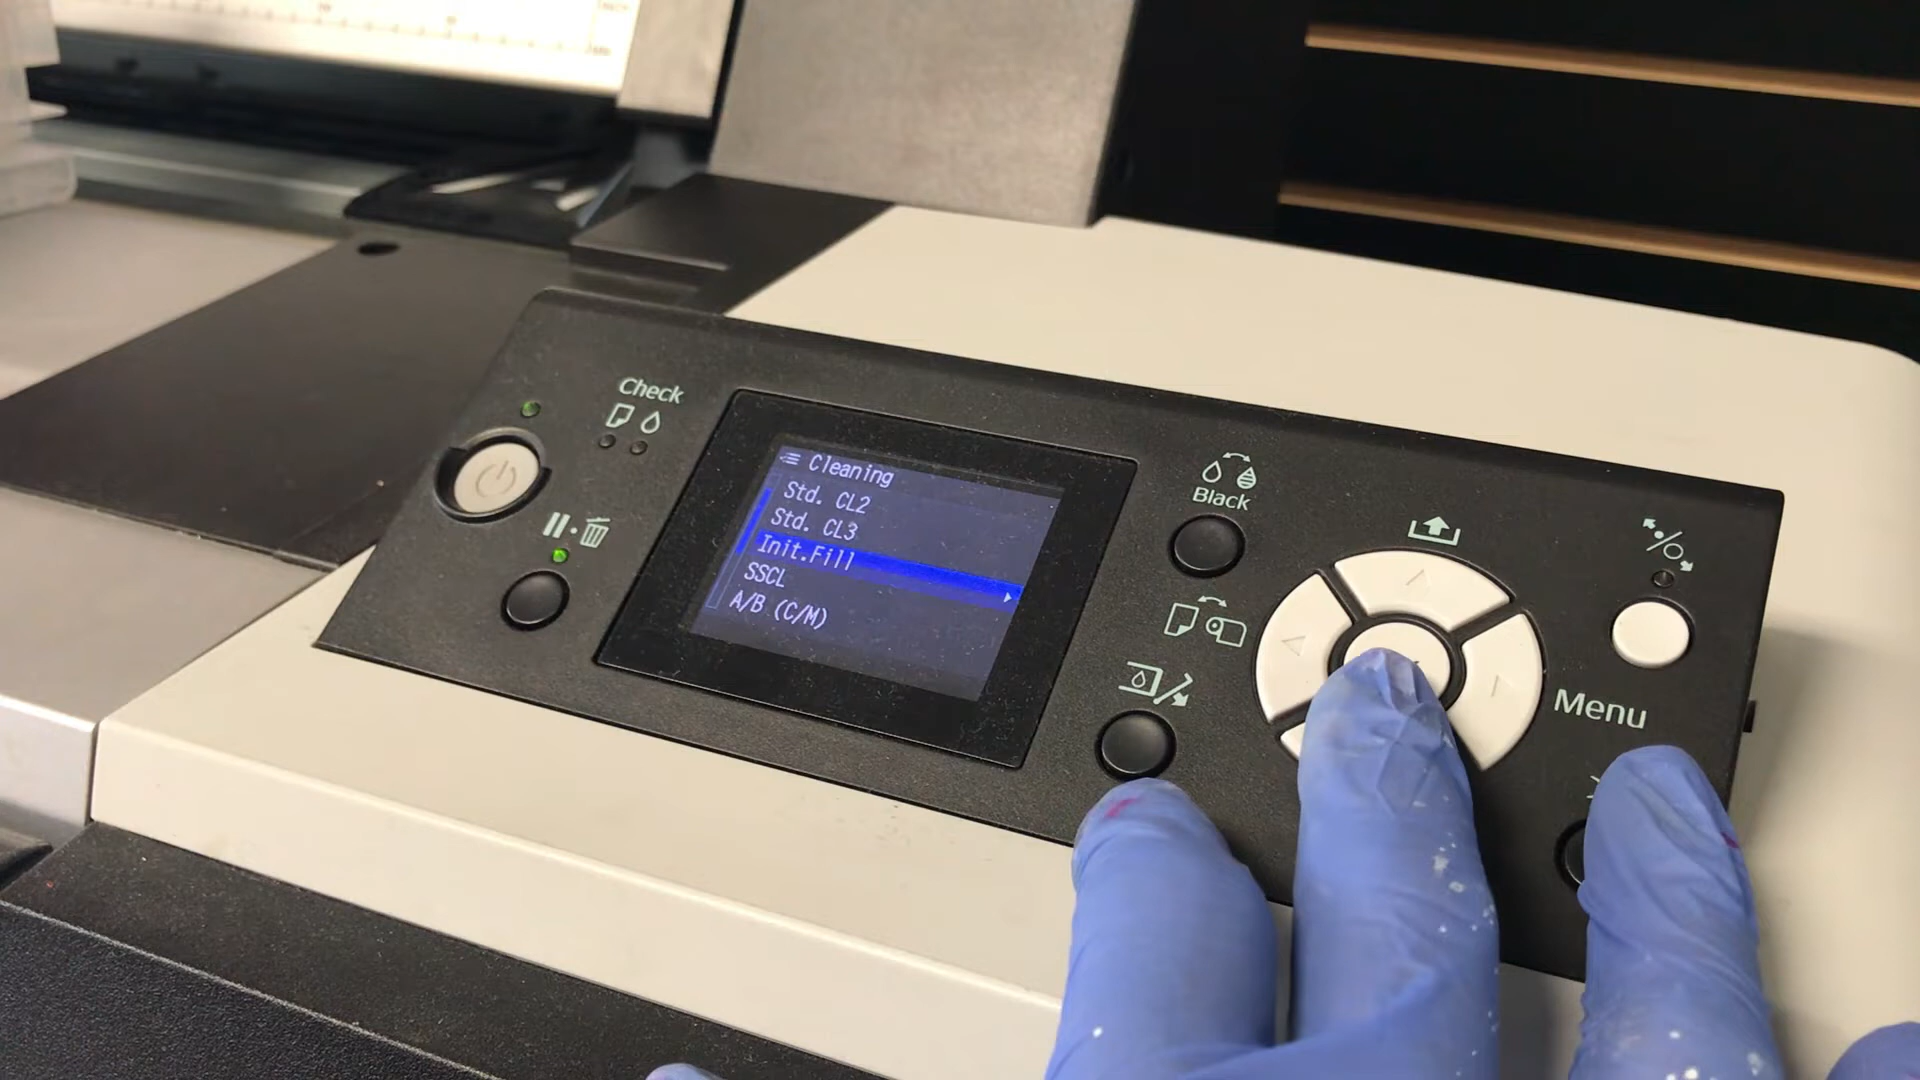 Check
Cleaning
Std. CL2
Std. CL3
Init.Fill
SSCL
A/B (C/M)
Black
Menu